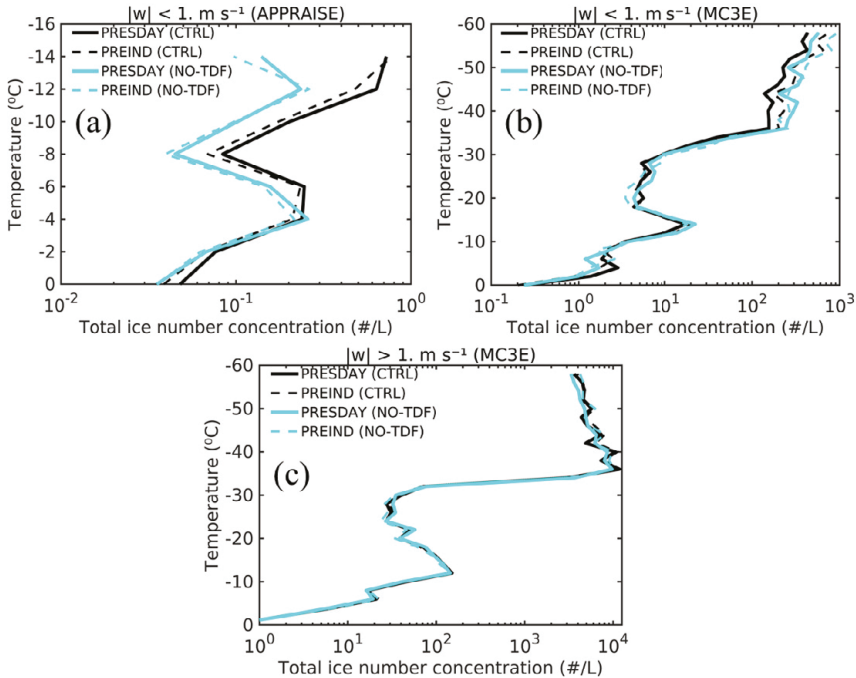 |w| < 1. m s⁻¹ (APPRAISE)
-16
-14
-12
-10
-8
-6
-4
-2
0
Temperature (⁰C)
PRESDAY (CTRL)
PREIND (CTRL)
PRESDAY (NO-TDF)
PREIND (NO-TDF)
(a)
10⁻² 10⁻¹ 10⁰
Total ice number concentration (#/L)
|w| < 1. m s⁻¹ (MC3E)
-60
-50
-40
-30
-20
-10
0
Temperature (⁰C)
PRESDAY (CTRL)
PREIND (CTRL)
PRESDAY (NO-TDF)
PREIND (NO-TDF)
(b)
10⁻¹ 10⁰ 10¹ 10² 10³
Total ice number concentration (#/L)
|w| > 1. m s⁻¹ (MC3E)
-60
-50
-40
-30
-20
-10
0
Temperature (⁰C)
PRESDAY (CTRL)
PREIND (CTRL)
PRESDAY (NO-TDF)
PREIND (NO-TDF)
(c)
10⁰ 10¹ 10² 10³ 10⁴
Total ice number concentration (#/L)